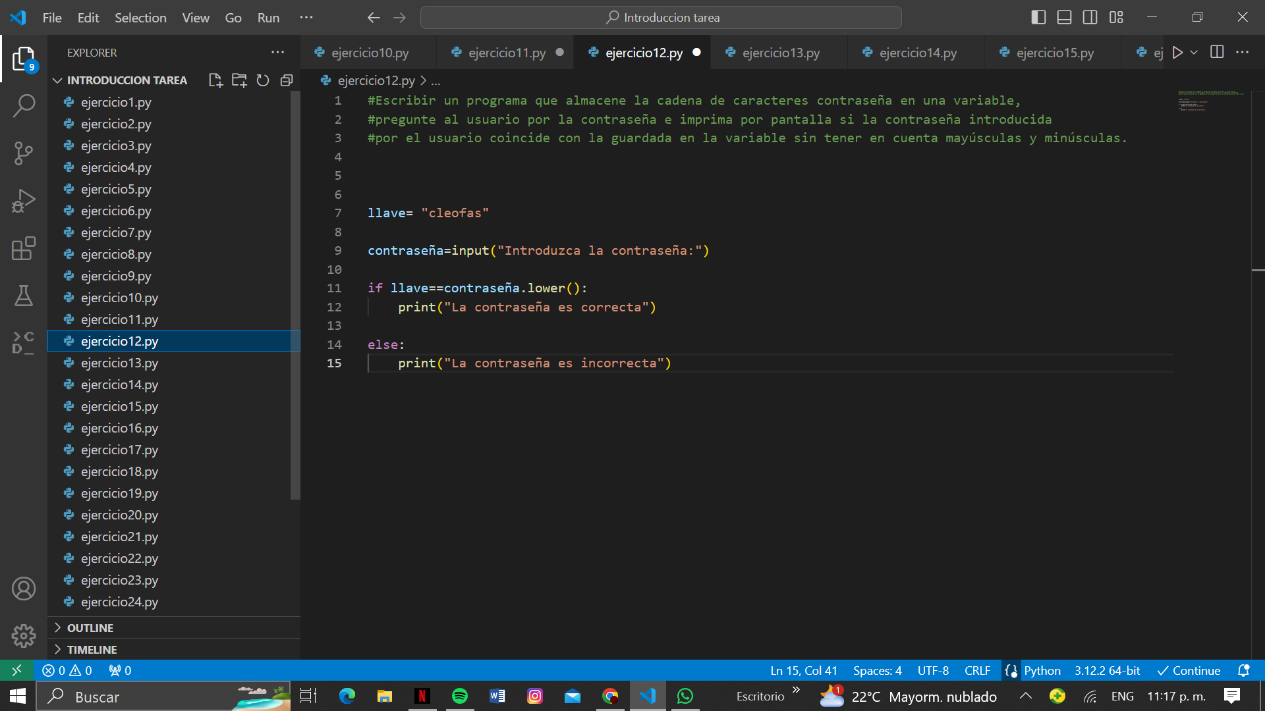 File Edit Selection View Go Run ···
Introduccion tarea
EXPLORER ···
ejercicio10.py ejercicio11.py ejercicio12.py ejercicio13.py ejercicio14.py ejercicio15.py ej
INTRODUCCION TAREA
ejercicio12.py > ...
ejercicio1.py
ejercicio2.py
ejercicio3.py
ejercicio4.py
ejercicio5.py
ejercicio6.py
ejercicio7.py
ejercicio8.py
ejercicio9.py
ejercicio10.py
ejercicio11.py
ejercicio12.py
ejercicio13.py
ejercicio14.py
ejercicio15.py
ejercicio16.py
ejercicio17.py
ejercicio18.py
ejercicio19.py
ejercicio20.py
ejercicio21.py
ejercicio22.py
ejercicio23.py
ejercicio24.py
OUTLINE
TIMELINE
9
1 #Escribir un programa que almacene la cadena de caracteres contraseña en una variable,
2 #pregunte al usuario por la contraseña e imprima por pantalla si la contraseña introducida
3 #por el usuario coincide con la guardada en la variable sin tener en cuenta mayúsculas y minúsculas.
4
5
6
7 llave= "cleofas"
8
9 contraseña=input("Introduzca la contraseña:")
10
11 if llave==contraseña.lower():
12     print("La contraseña es correcta")
13
14 else:
15     print("La contraseña es incorrecta")
0 0 0 Ln 15, Col 41 Spaces: 4 UTF-8 CRLF Python 3.12.2 64-bit Continue
Buscar Escritorio » 1 22°C Mayorm. nublado ENG 11:17 p. m.